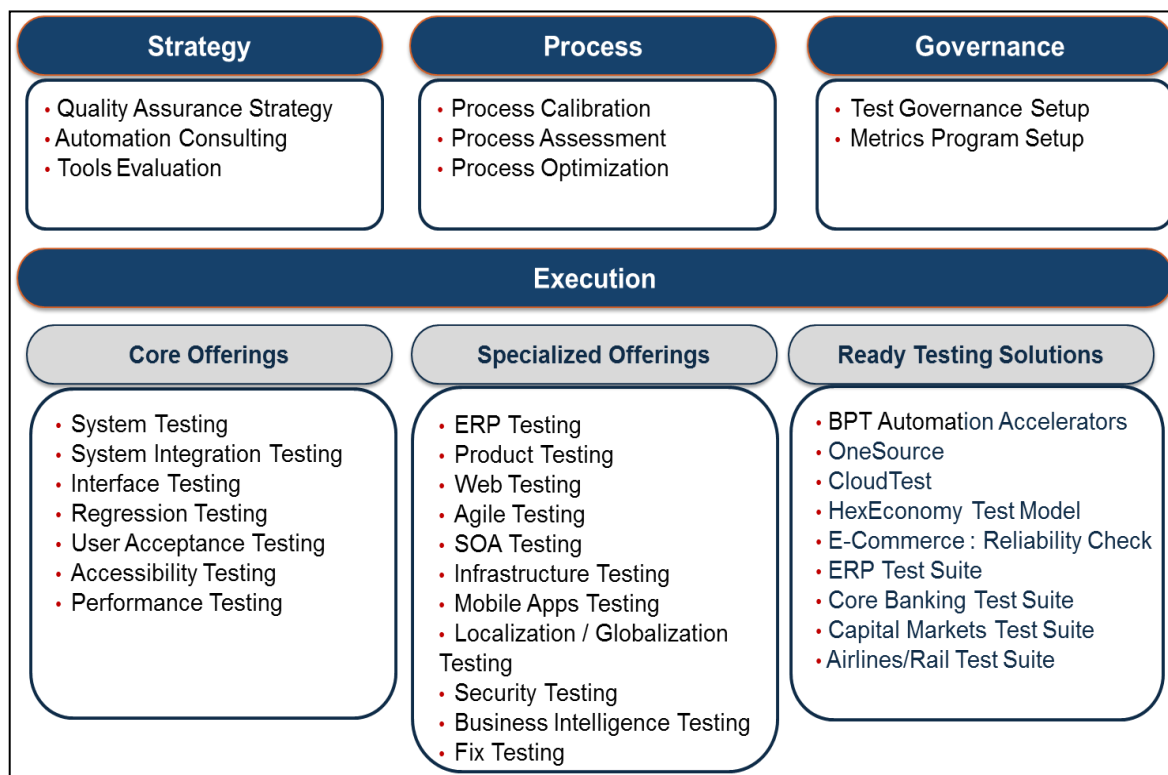 Strategy
• Quality Assurance Strategy
• Automation Consulting
• Tools Evaluation
Process
• Process Calibration
• Process Assessment
• Process Optimization
Governance
• Test Governance Setup
• Metrics Program Setup
Execution
Core Offerings
• System Testing
• System Integration Testing
• Interface Testing
• Regression Testing
• User Acceptance Testing
• Accessibility Testing
• Performance Testing
Specialized Offerings
• ERP Testing
• Product Testing
• Web Testing
• Agile Testing
• SOA Testing
• Infrastructure Testing
• Mobile Apps Testing
• Localization / Globalization
Testing
• Security Testing
• Business Intelligence Testing
• Fix Testing
Ready Testing Solutions
• BPT Automation Accelerators
• OneSource
• CloudTest
• HexEconomy Test Model
• E-Commerce : Reliability Check
• ERP Test Suite
• Core Banking Test Suite
• Capital Markets Test Suite
• Airlines/Rail Test Suite